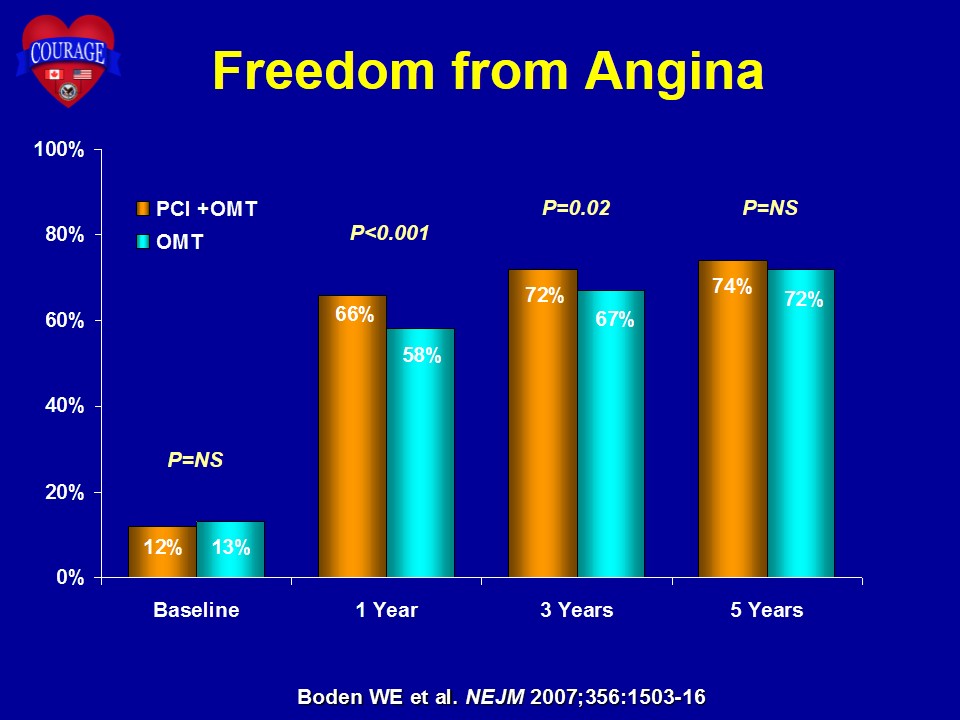 COURAGE
Freedom from Angina
100%
80%
60%
40%
20%
0%
PCI +OMT
OMT
P=NS
P<0.001
P=0.02
P=NS
12%
13%
66%
58%
72%
67%
74%
72%
Baseline
1 Year
3 Years
5 Years
Boden WE et al. NEJM 2007;356:1503-16